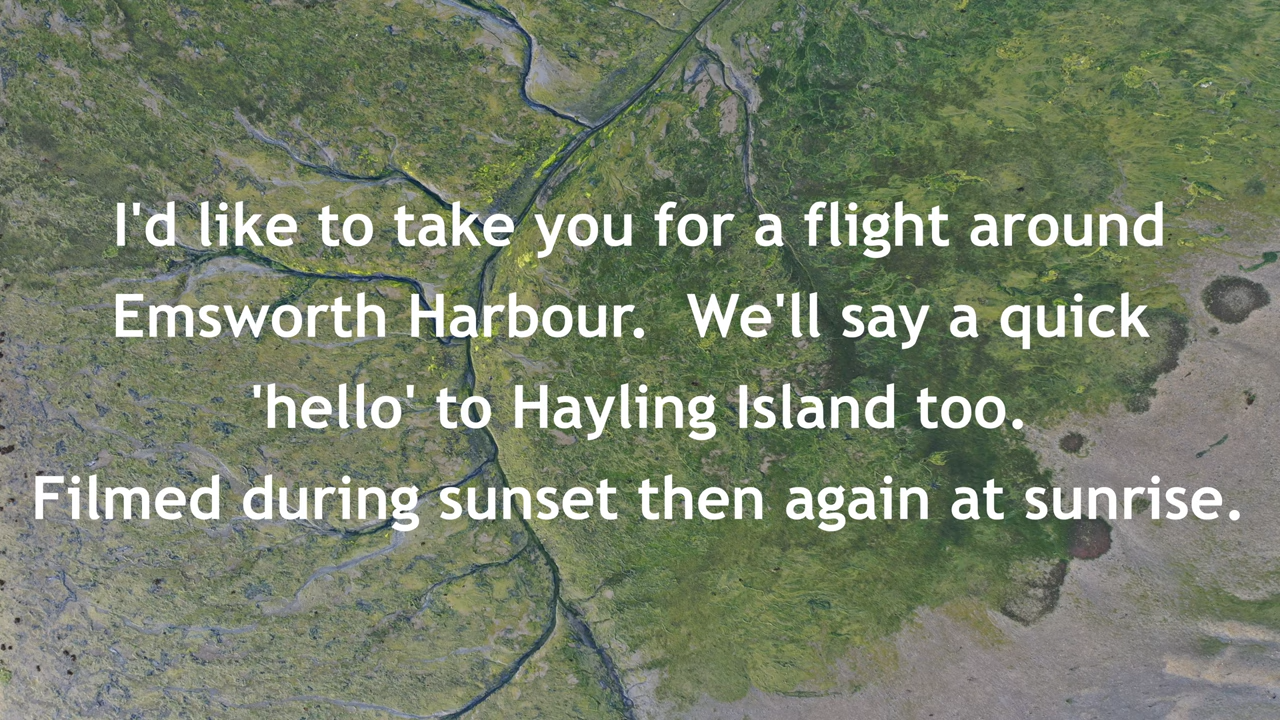 I'd like to take you for a flight around
Emsworth Harbour.  We'll say a quick
'hello' to Hayling Island too.
Filmed during sunset then again at sunrise.